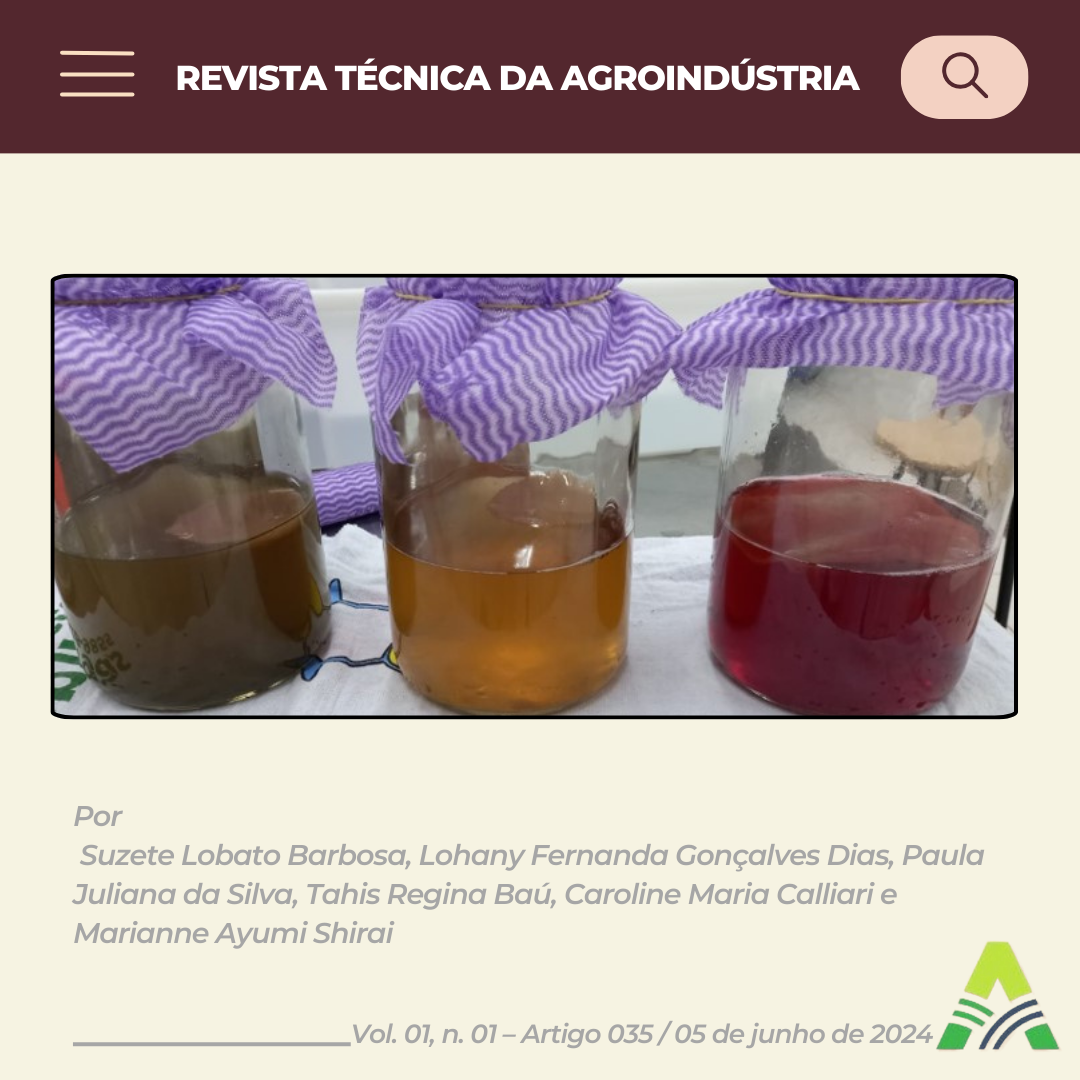 REVISTA TÉCNICA DA AGROINDÚSTRIA
Por
Suzete Lobato Barbosa, Lohany Fernanda Gonçalves Dias, Paula
Juliana da Silva, Tahis Regina Baú, Caroline Maria Calliari e
Marianne Ayumi Shirai
Vol. 01, n. 01 – Artigo 035 / 05 de junho de 2024